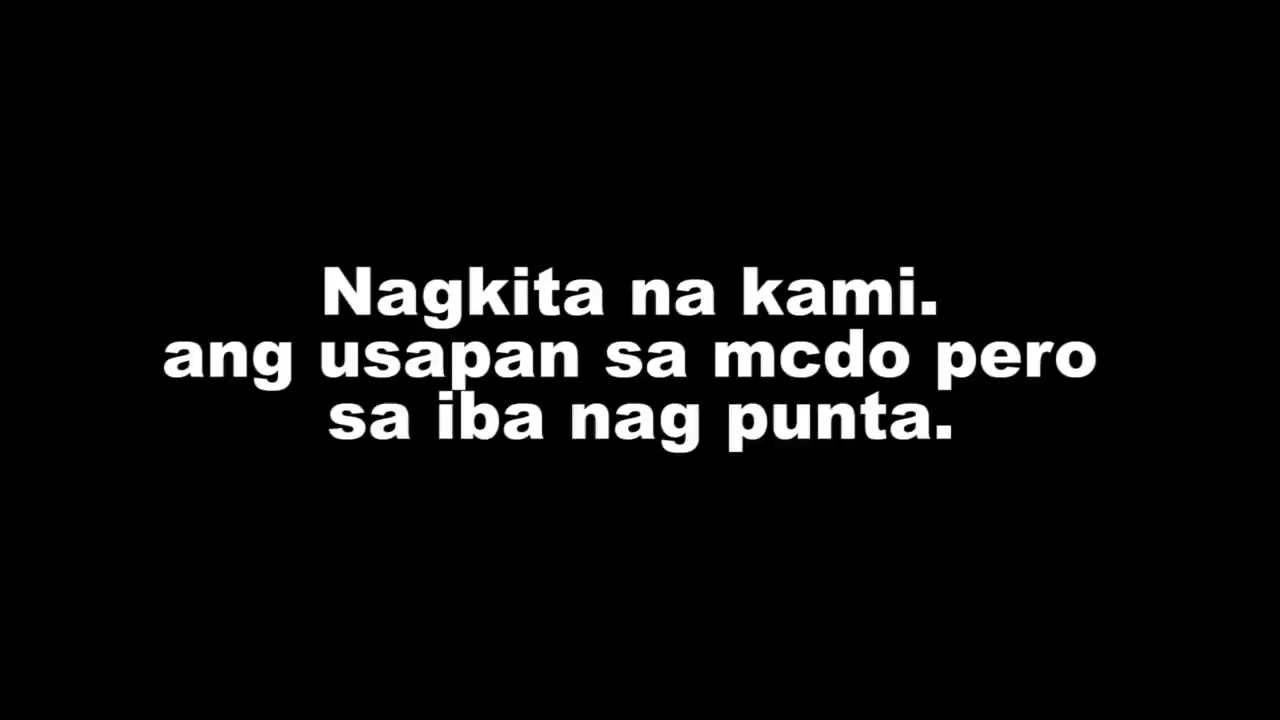 Nagkita na kami.
ang usapan sa mcdo pero
sa iba nag punta.